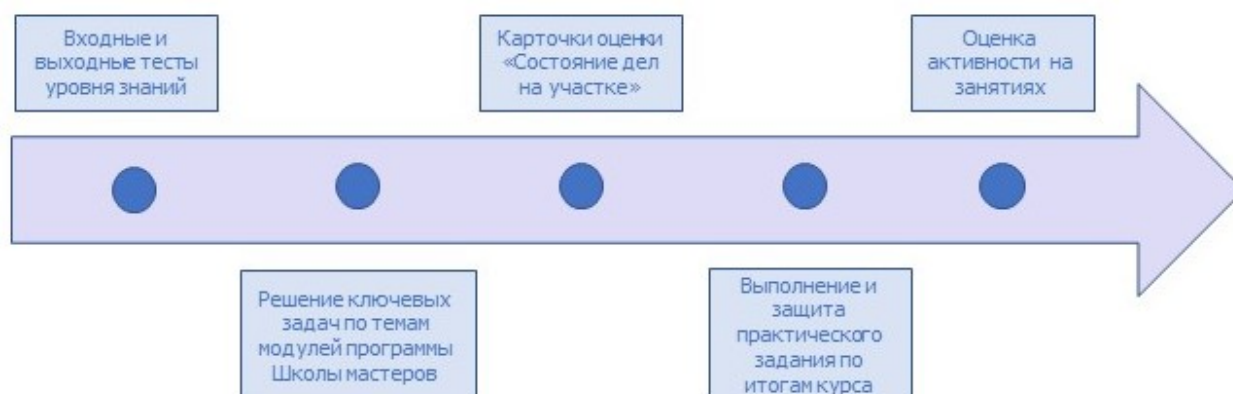 Входные и
выходные тесты
уровня знаний
Карточки оценки
«Состояние дел
на участке»
Оценка
активности на
занятиях
Решение ключевых
задач по темам
модулей программы
Школы мастеров
Выполнение и
защита
практического
задания по
итогам курса